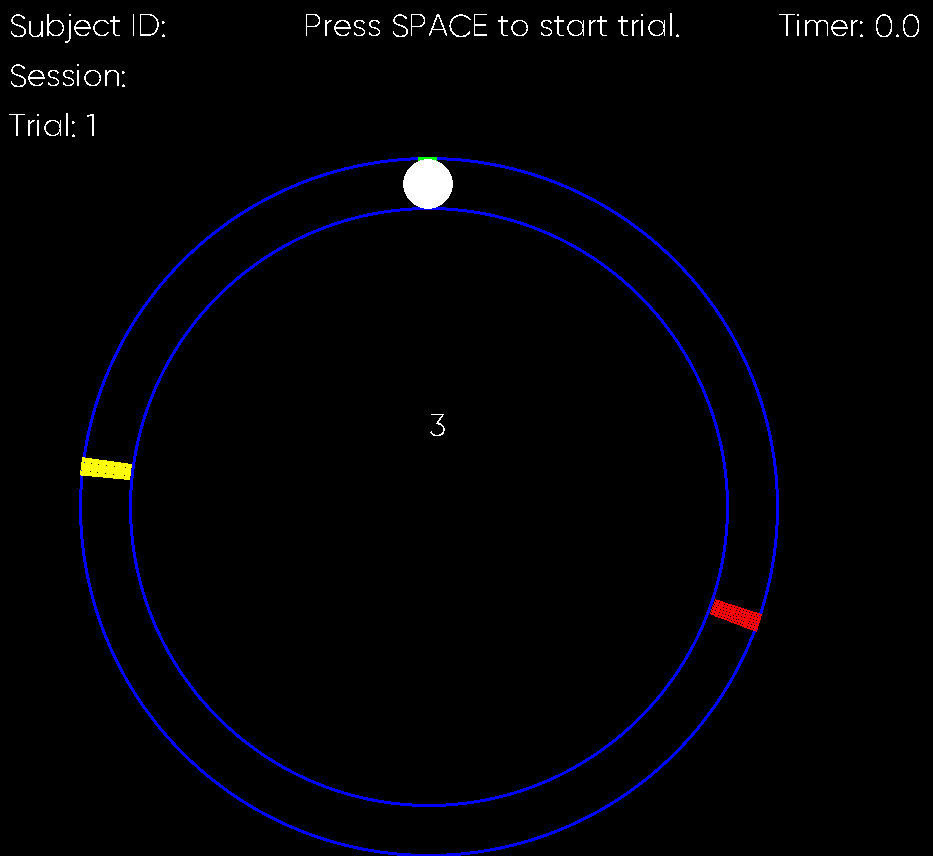 Subject ID: Press SPACE to start trial. Timer: 0.0
Session:
Trial: 1
3